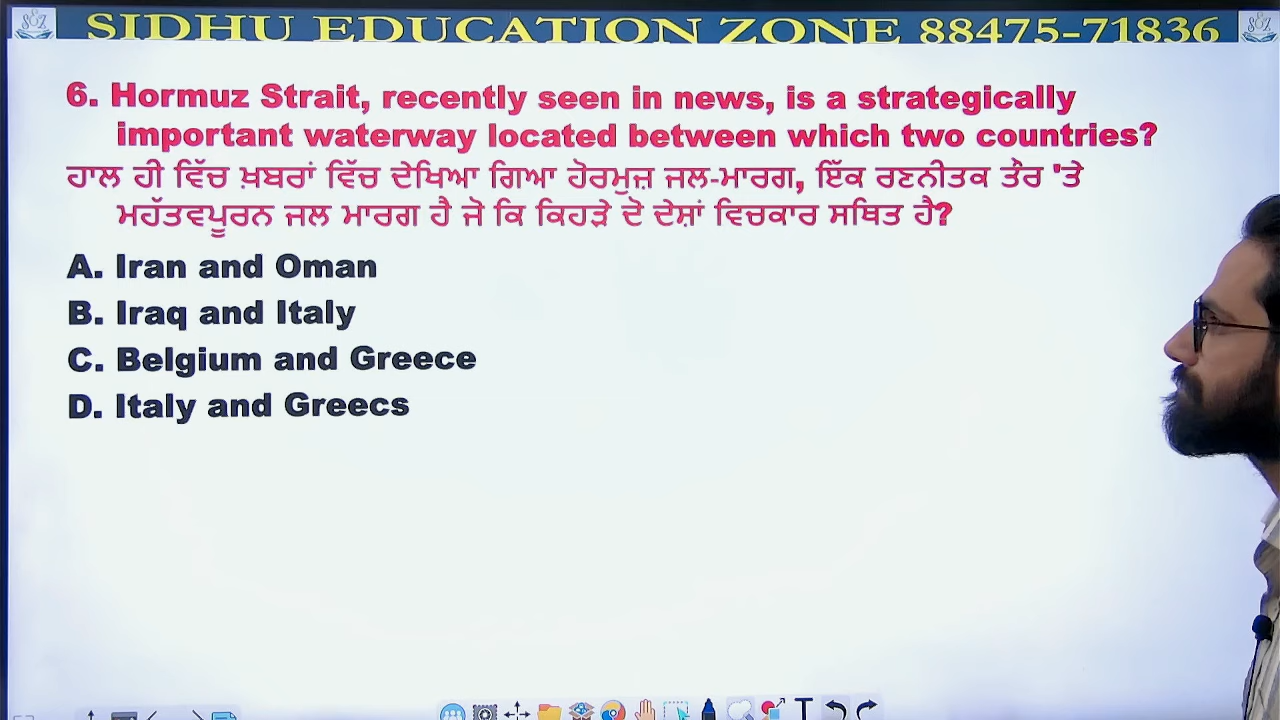 SIDHU EDUCATION ZONE 88475-71836
6. Hormuz Strait, recently seen in news, is a strategically
important waterway located between which two countries?
ਹਾਲ ਹੀ ਵਿੱਚ ਖ਼ਬਰਾਂ ਵਿੱਚ ਦੇਖਿਆ ਗਿਆ ਹੋਰਮੁਜ਼ ਜਲ-ਮਾਰਗ, ਇੱਕ ਰਣਨੀਤਕ ਤੌਰ 'ਤੇ
ਮਹੱਤਵਪੂਰਨ ਜਲ ਮਾਰਗ ਹੈ ਜੋ ਕਿ ਕਿਹੜੇ ਦੋ ਦੇਸ਼ਾਂ ਵਿਚਕਾਰ ਸਥਿਤ ਹੈ?
A. Iran and Oman
B. Iraq and Italy
C. Belgium and Greece
D. Italy and Greecs